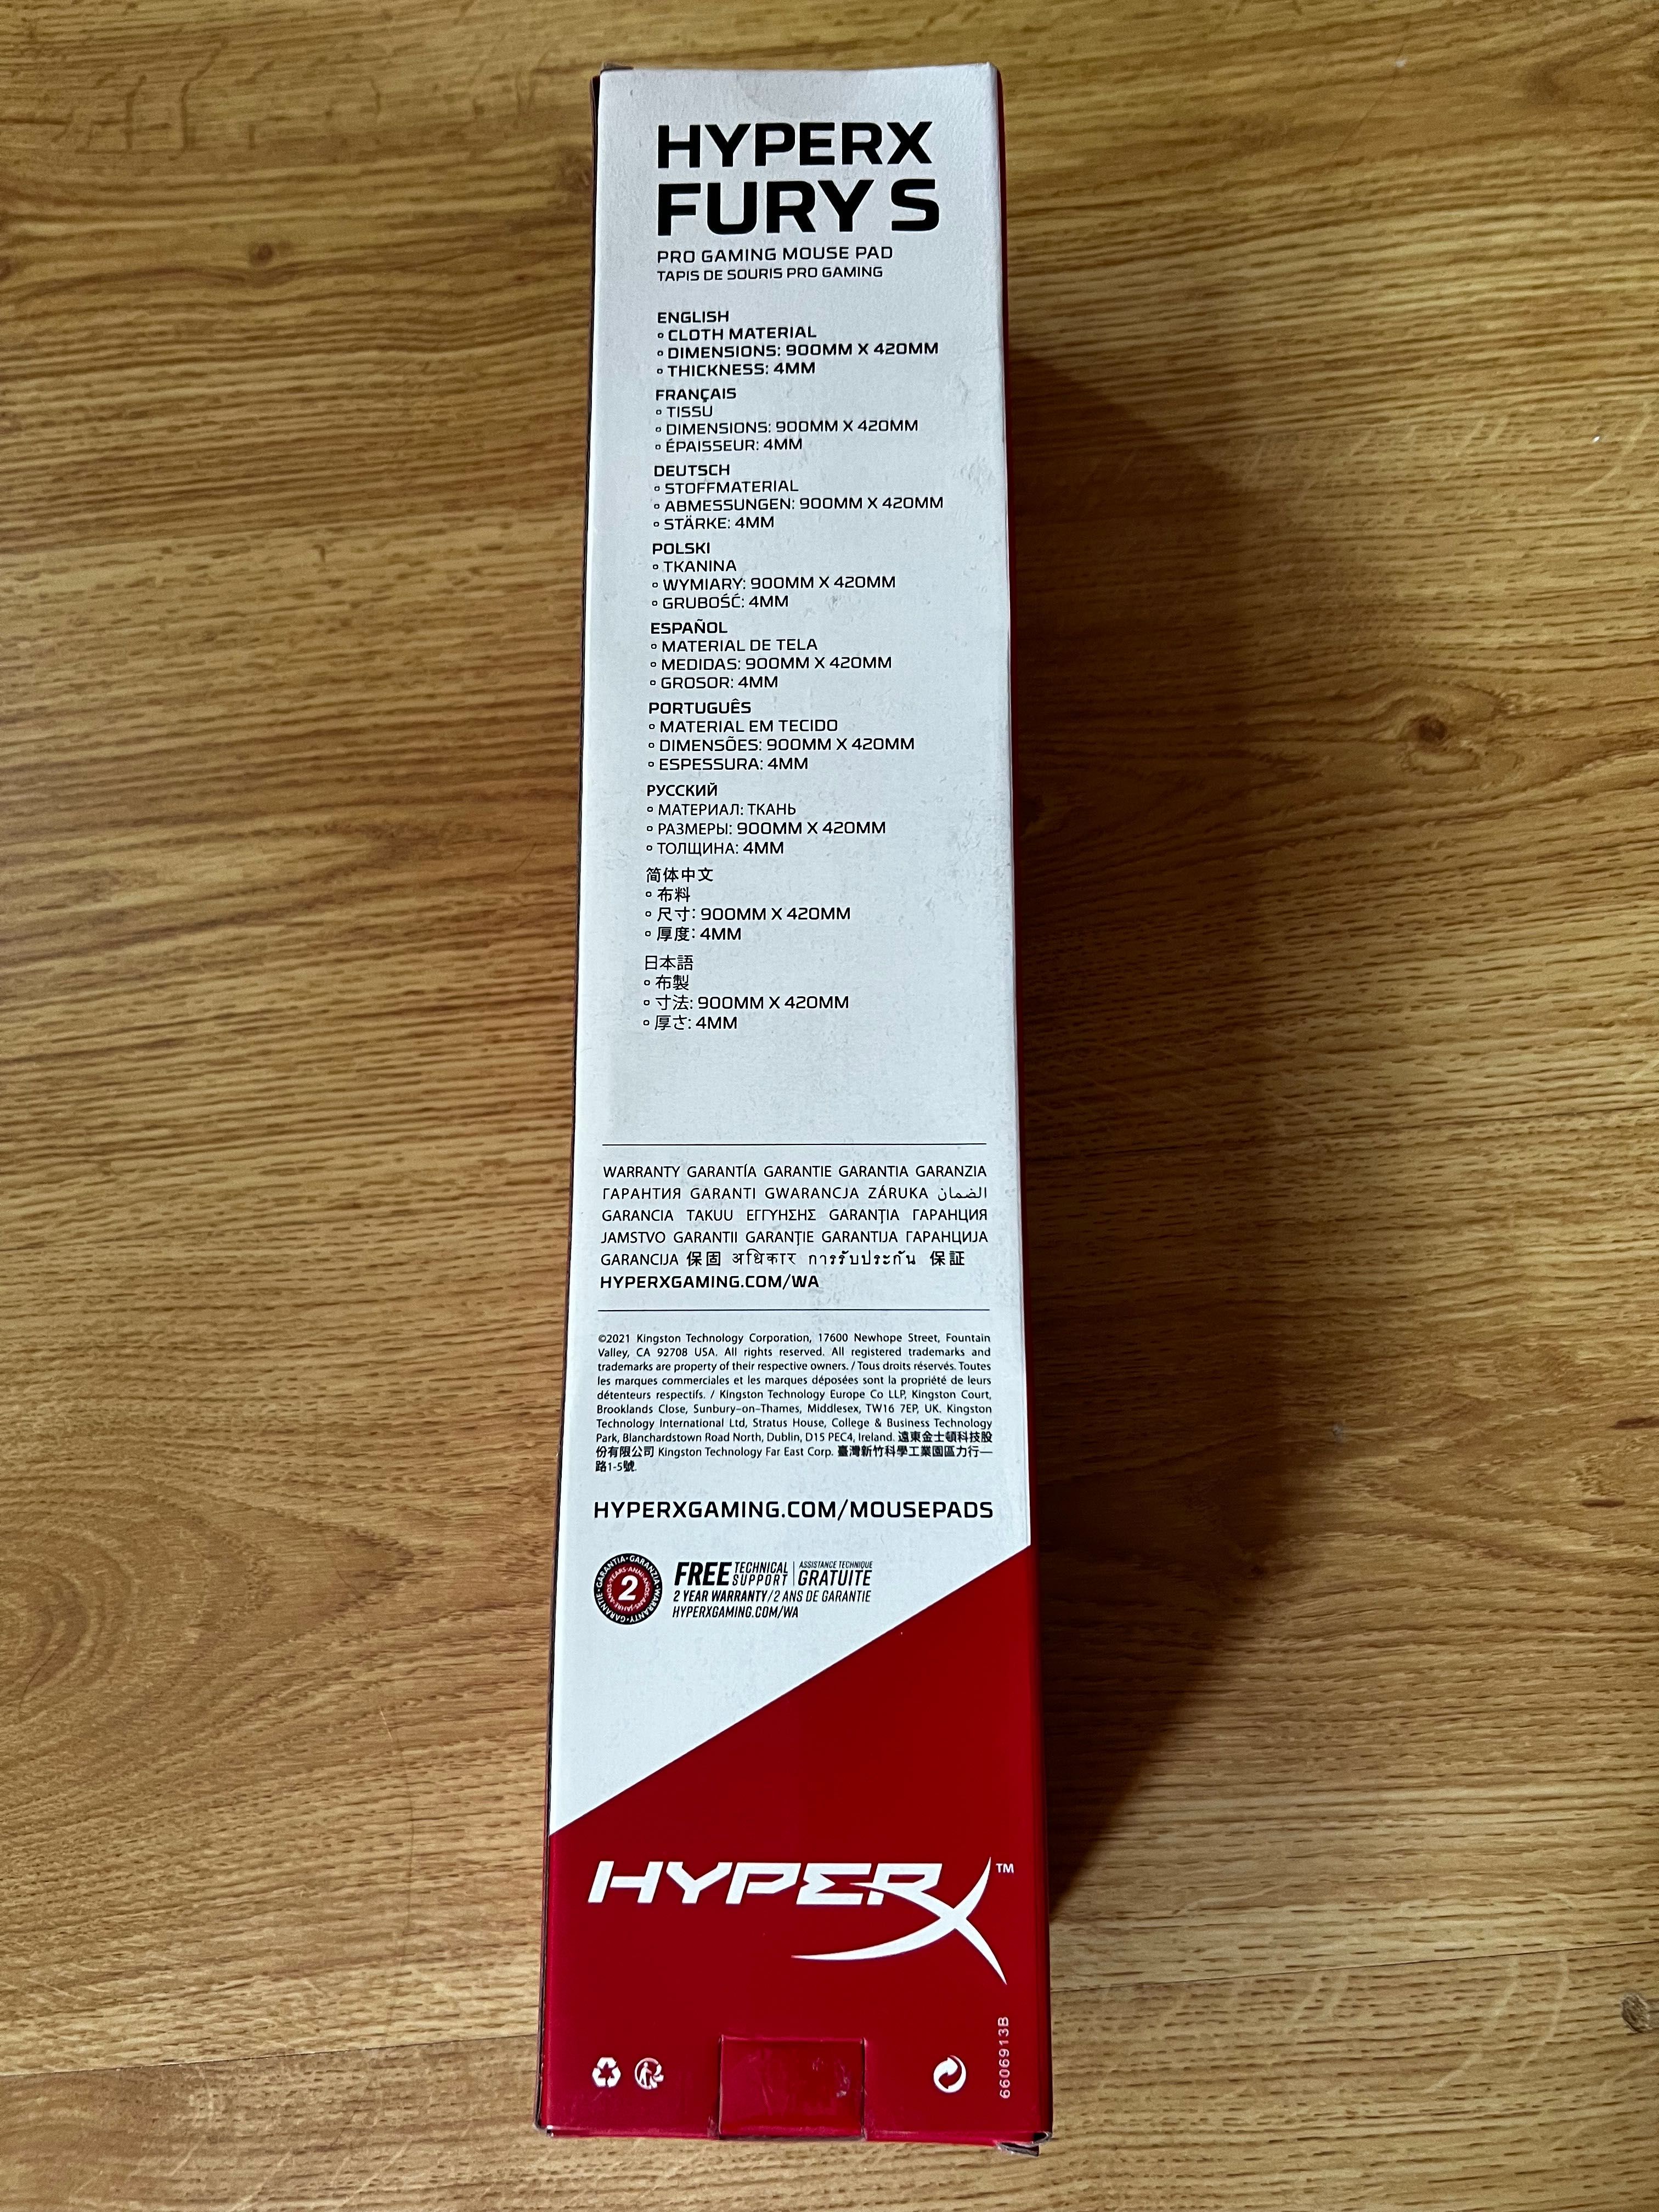 HYPERX
FURY S
PRO GAMING MOUSE PAD
TAPIS DE SOURIS PRO GAMING
ENGLISH
▫ CLOTH MATERIAL
▫ DIMENSIONS: 900MM X 420MM
▫ THICKNESS: 4MM
FRANÇAIS
▫ TISSU
▫ DIMENSIONS: 900MM X 420MM
▫ ÉPAISSEUR: 4MM
DEUTSCH
▫ STOFFMATERIAL
▫ ABMESSUNGEN: 900MM X 420MM
▫ STÄRKE: 4MM
POLSKI
▫ TKANINA
▫ WYMIARY: 900MM X 420MM
▫ GRUBOŚĆ: 4MM
ESPAÑOL
▫ MATERIAL DE TELA
▫ MEDIDAS: 900MM X 420MM
▫ GROSOR: 4MM
PORTUGUÊS
▫ MATERIAL EM TECIDO
▫ DIMENSÕES: 900MM X 420MM
▫ ESPESSURA: 4MM
РУССКИЙ
▫ МАТЕРИАЛ: ТКАНЬ
▫ РАЗМЕРЫ: 900MM X 420MM
▫ ТОЛЩИНА: 4MM
简体中文
▫ 布料
▫ 尺寸: 900MM X 420MM
▫ 厚度: 4MM
日本語
▫ 布製
▫ 寸法: 900MM X 420MM
▫ 厚さ: 4MM
WARRANTY GARANTÍA GARANTIE GARANTIA GARANZIA
ГАРАНТИЯ GARANTI GWARANCJA ZÁRUKA الضمان
GARANCIA TAKUU ΕΓΓΥΗΣΗΣ GARANŢIA ГАРАНЦИЯ
JAMSTVO GARANTII GARANŢIE GARANTIJA ГАРАНЦИЈА
GARANCIJA 保固 अधिकार การรับประกัน 保証
HYPERXGAMING.COM/WA
©2021 Kingston Technology Corporation, 17600 Newhope Street, Fountain
Valley, CA 92708 USA. All rights reserved. All registered trademarks and
trademarks are property of their respective owners. / Tous droits réservés. Toutes
les marques commerciales et les marques déposées sont la propriété de leurs
détenteurs respectifs. / Kingston Technology Europe Co LLP, Kingston Court,
Brooklands Close, Sunbury-on-Thames, Middlesex, TW16 7EP, UK. Kingston
Technology International Ltd, Stratus House, College & Business Technology
Park, Blanchardstown Road North, Dublin, D15 PEC4, Ireland. 遠東金士頓科技股
份有限公司 Kingston Technology Far East Corp. 臺灣新竹科學工業園區力行一
路1-5號.
HYPERXGAMING.COM/MOUSEPADS
2
FREE TECHNICAL SUPPORT | ASSISTANCE TECHNIQUE GRATUITE
2 YEAR WARRANTY/2 ANS DE GARANTIE
HYPERXGAMING.COM/WA
HYPERX™
6606913B